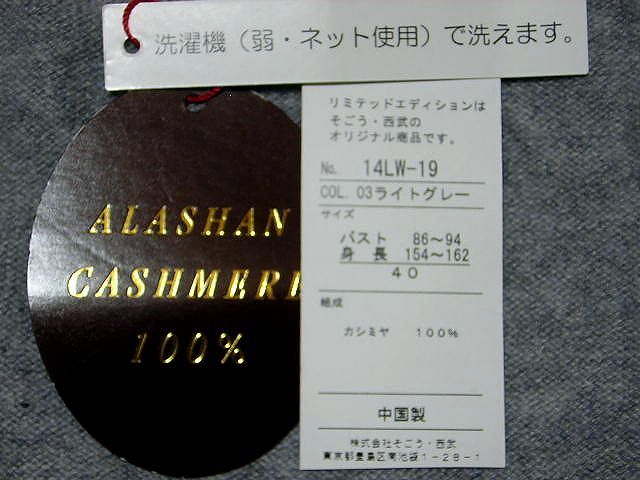 洗濯機（弱・ネット使用）で洗えます。
ALASHAN
CASHMERE
100%
リミテッドエディションは
そごう・西武の
オリジナル商品です。
No. 14LW-19
COL. 03ライトグレー
サイズ
バスト 86～94
身長 154～162
40
組成
カシミヤ 100%
中国製
株式会社そごう・西武
東京都豊島区南池袋1-28-1